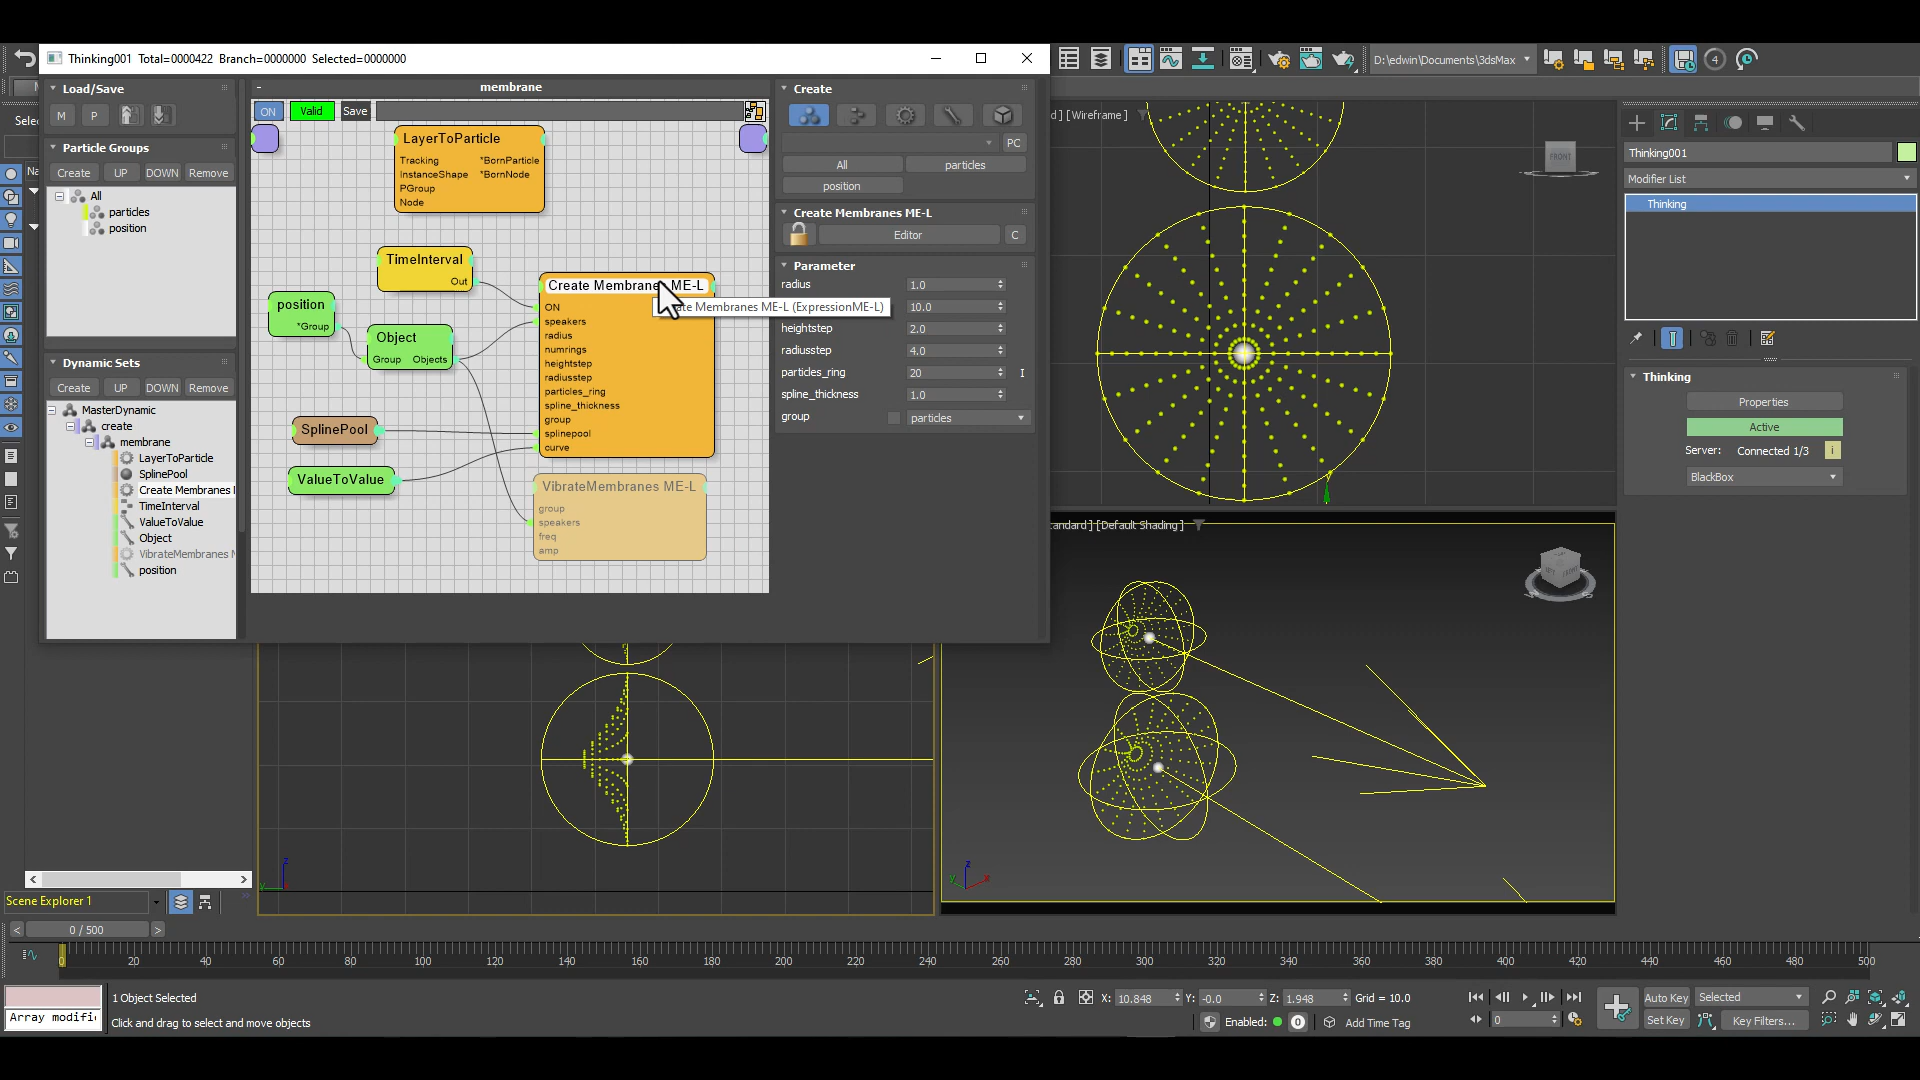 Thinking001 Total=0000422 Branch=0000000 Selected=0000000
Load/Save
M P
Particle Groups
Create UP DOWN Remove
All
particles
position
Dynamic Sets
Create UP DOWN Remove
MasterDynamic
create
membrane
LayerToParticle
SplinePool
Create Membranes
TimeInterval
ValueToValue
Object
VibrateMembranes
position
Selec
Na
- membrane
ON Valid Save
LayerToParticle
Tracking *BornParticle
InstanceShape *BornNode
PGroup
Node
TimeInterval
Out
position
*Group
Object
Group Objects
SplinePool
ValueToValue
Create Membranes ME-L
ON
speakers
radius
numrings
heightstep
radiusstep
particles_ring
spline_thickness
group
splinepool
curve
VibrateMembranes ME-L
group
speakers
freq
amp
Create
PC
All particles
position
Create Membranes ME-L
Editor C
Parameter
radius 1.0
Membranes ME-L (ExpressionME-L) 10.0
heightstep 2.0
radiusstep 4.0
particles_ring 20
spline_thickness 1.0
group particles
D:\edwin\Documents\3dsMax
4
[Wireframe]
FRONT
[Default Shading]
FRONT
Thinking001
Modifier List
Thinking
Thinking
Properties
Active
Server: Connected 1/3 i
BlackBox
z
y
z
y x
Scene Explorer 1
< 0 / 500 >
0 20 40 60 80 100 120 140 160 180 200 220 240 260 280 300 320 340 360 380 400 420 440 460 480 500
Array modifi
1 Object Selected
Click and drag to select and move objects
X: 10.848 Y: -0.0 Z: 1.948 Grid = 10.0
Enabled: 0 Add Time Tag
0
Auto Key Selected
Set Key Key Filters...